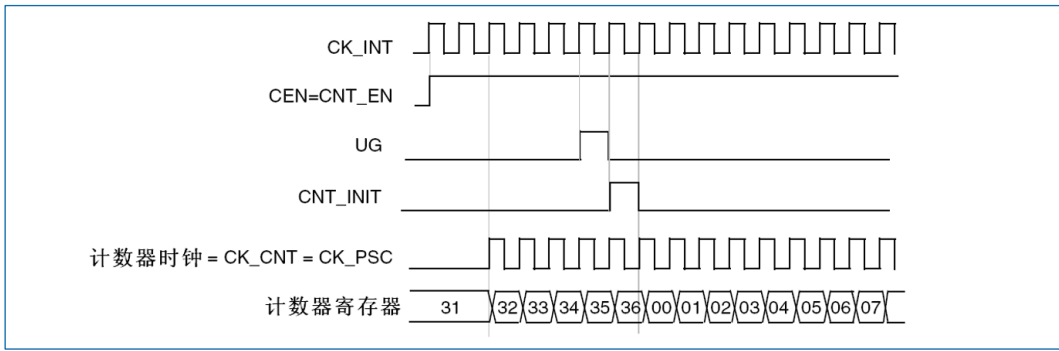 CK_INT
CEN=CNT_EN
UG
CNT_INIT
计数器时钟 = CK_CNT = CK_PSC
计数器寄存器 31 32 33 34 35 36 00 01 02 03 04 05 06 07